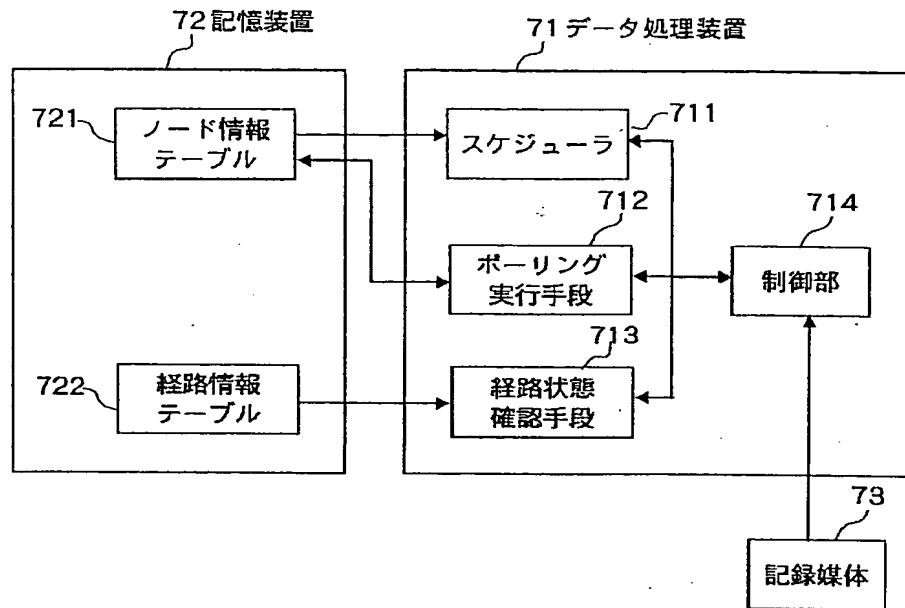 72 記憶装置
71 データ処理装置
721
ノード情報
テーブル
711
スケジューラ
712
ポーリング
実行手段
714
制御部
722
経路情報
テーブル
713
経路状態
確認手段
73
記録媒体